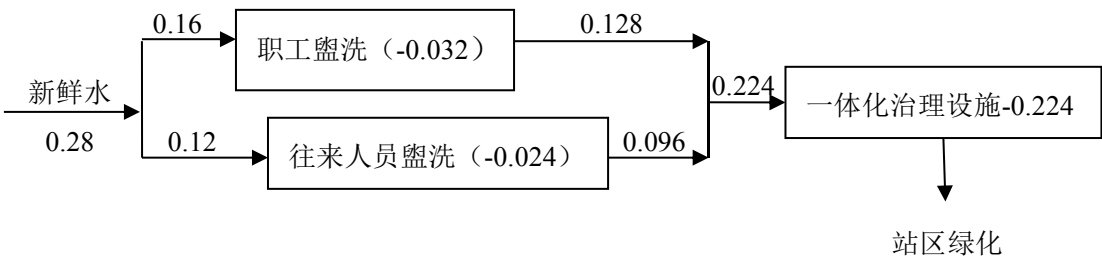 0.16
职工盥洗（-0.032）
0.128
新鲜水
0.28
0.224
一体化治理设施-0.224
0.12
往来人员盥洗（-0.024）
0.096
站区绿化